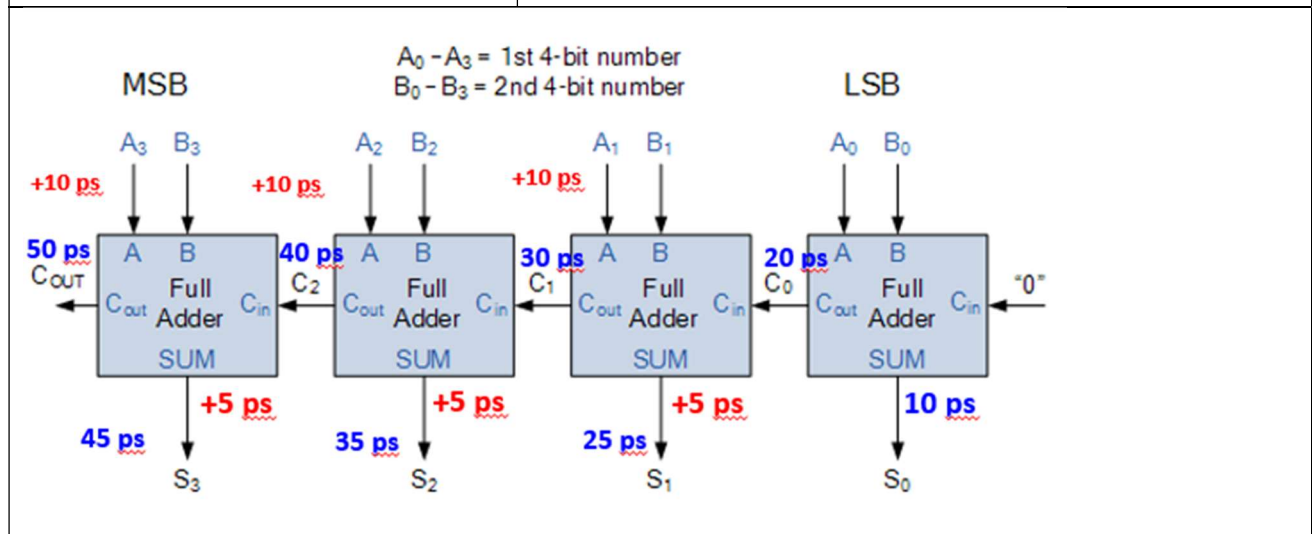 A₀ – A₃ = 1st 4-bit number
MSB B₀ – B₃ = 2nd 4-bit number LSB
A₃ B₃ A₂ B₂ A₁ B₁ A₀ B₀
+10 ps +10 ps +10 ps
50 ps A B 40 ps A B 30 ps A B 20 ps A B
COUT Full C₂ Full C₁ Full C₀ Full "0"
Cout Adder Cin Cout Adder Cin Cout Adder Cin Cout Adder Cin
SUM SUM SUM SUM
+5 ps +5 ps +5 ps 10 ps
45 ps 35 ps 25 ps
S₃ S₂ S₁ S₀